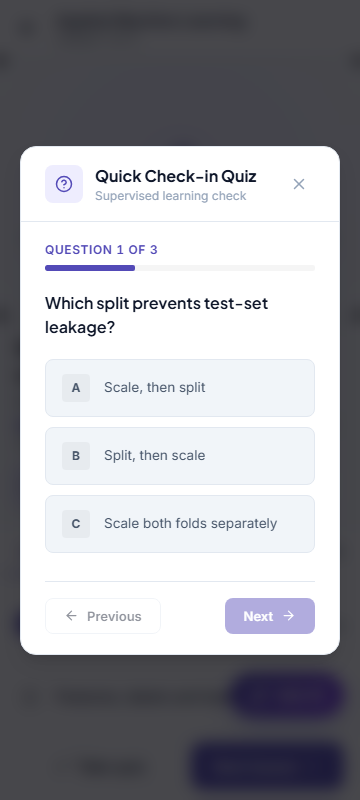 Quick Check-in Quiz
Supervised learning check
QUESTION 1 OF 3
Which split prevents test-set
leakage?
A Scale, then split
B Split, then scale
C Scale both folds separately
Previous
Next